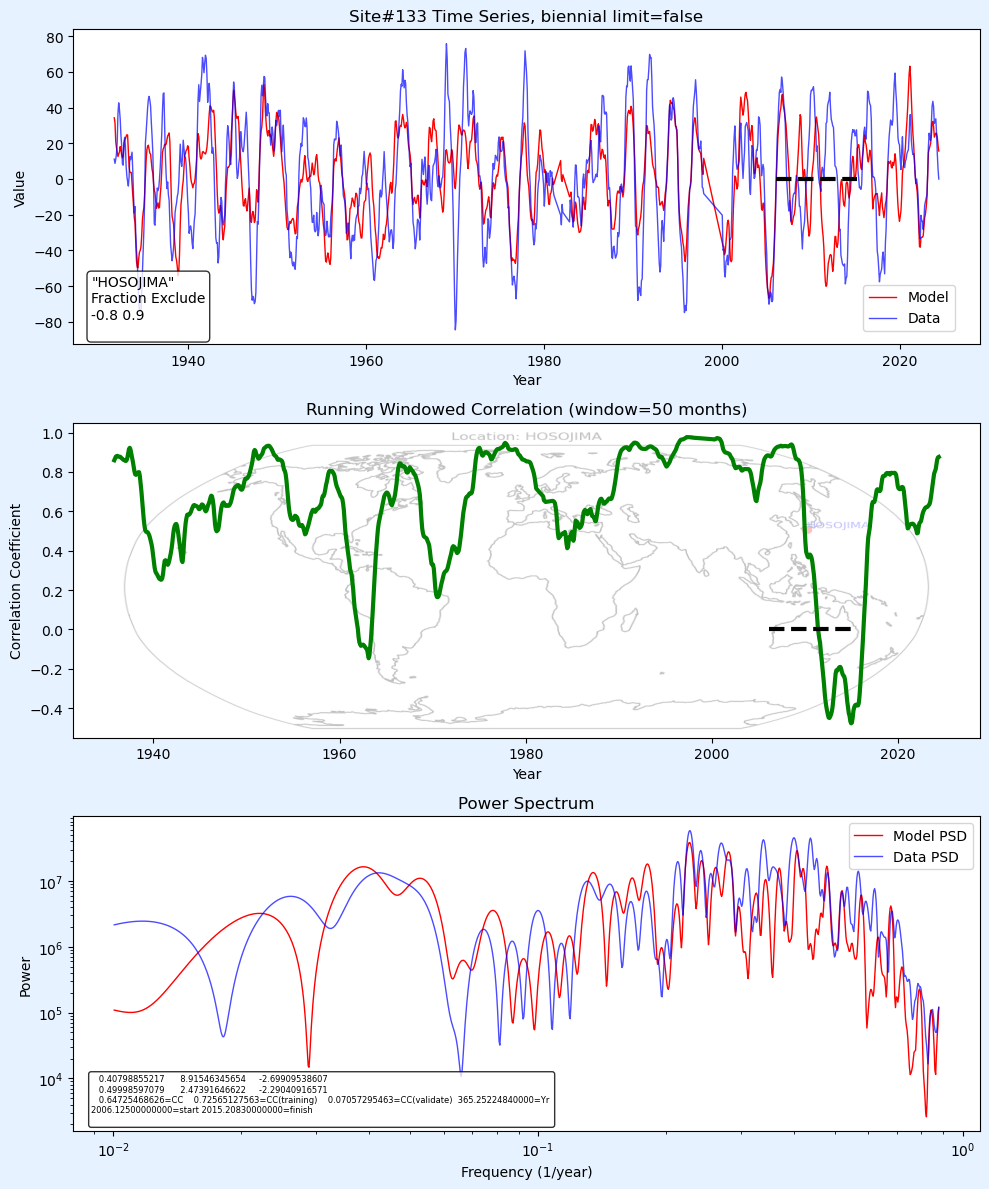 Site#133 Time Series, biennial limit=false
80
60
40
20
0
−20
−40
−60
−80
Value
"HOSOJIMA"
Fraction Exclude
-0.8 0.9
Model
Data
1940
1960
1980
2000
2020
Year
Running Windowed Correlation (window=50 months)
1.0
0.8
0.6
0.4
0.2
0.0
−0.2
−0.4
Correlation Coefficient
Location: HOSOJIMA
HOSOJIMA
1940
1960
1980
2000
2020
Year
Power Spectrum
10⁷
10⁶
10⁵
10⁴
Power
Model PSD
Data PSD
0.40798855217 8.91546345654 -2.69909538607
0.49998597079 2.47391646622 -2.29040916571
0.64725468626=CC 0.72565127563=CC(training) 0.07057295463=CC(validate) 365.25224840000=Yr
2006.12500000000=start 2015.20830000000=finish
10⁻²
10⁻¹
10⁰
Frequency (1/year)